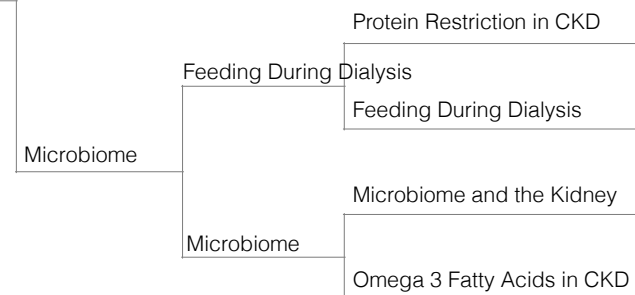 Protein Restriction in CKD
Feeding During Dialysis
Feeding During Dialysis
Microbiome
Microbiome and the Kidney
Microbiome
Omega 3 Fatty Acids in CKD